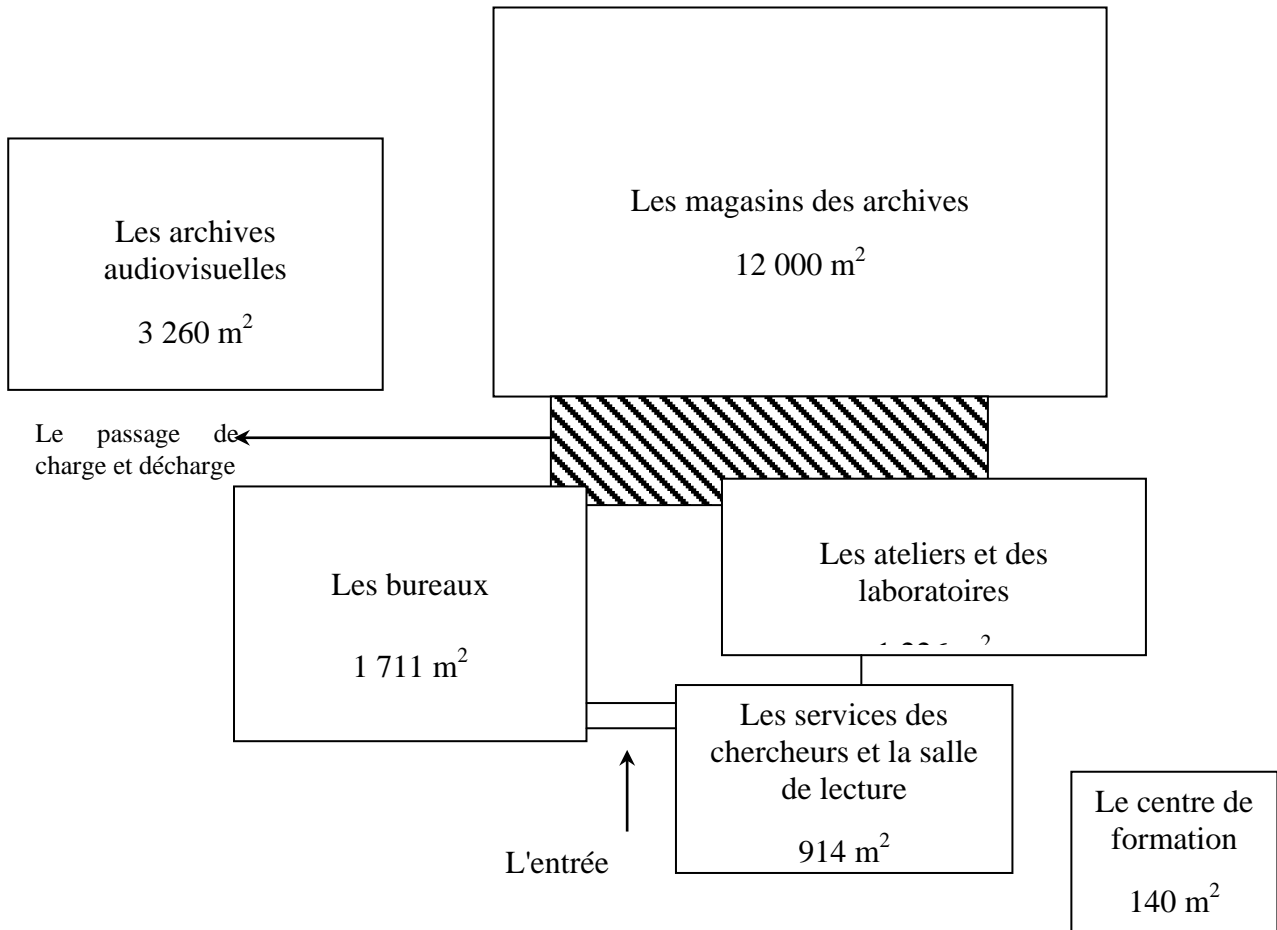 Les magasins des archives
12 000 m²
Les archives
audiovisuelles
3 260 m²
Le passage de
charge et décharge
Les bureaux
1 711 m²
Les ateliers et des
laboratoires
Les services des
chercheurs et la salle
de lecture
914 m²
L'entrée
Le centre de
formation
140 m²